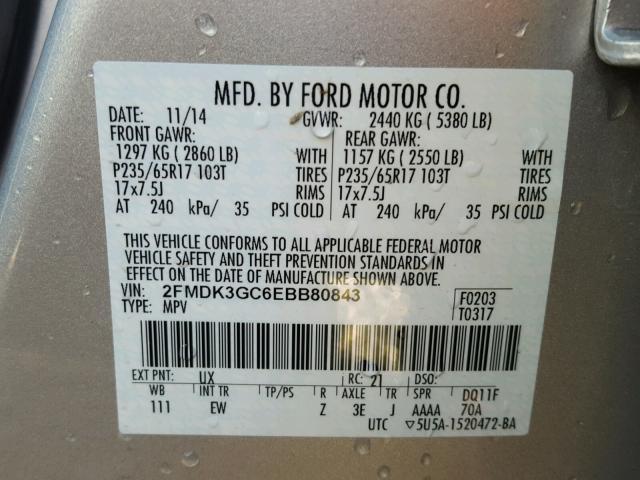 MFD. BY FORD MOTOR CO.
DATE: 11/14 GVWR: 2440 KG ( 5380 LB)
FRONT GAWR: REAR GAWR:
1297 KG ( 2860 LB) WITH 1157 KG ( 2550 LB) WITH
P235/65R17 103T TIRES P235/65R17 103T TIRES
17x7.5J RIMS 17x7.5J RIMS
AT 240 kPa/ 35 PSI COLD AT 240 kPa/ 35 PSI COLD
THIS VEHICLE CONFORMS TO ALL APPLICABLE FEDERAL MOTOR
VEHICLE SAFETY AND THEFT PREVENTION STANDARDS IN
EFFECT ON THE DATE OF MANUFACTURE SHOWN ABOVE.
VIN: 2FMDK3GC6EBB80843 F0203
TYPE: MPV T0317
EXT PNT: UX RC: 21 DSO:
WB INT TR TP/PS R AXLE TR SPR DQ11F
111 EW Z 3E J AAAA 70A
UTC ▽5U5A-1520472-BA